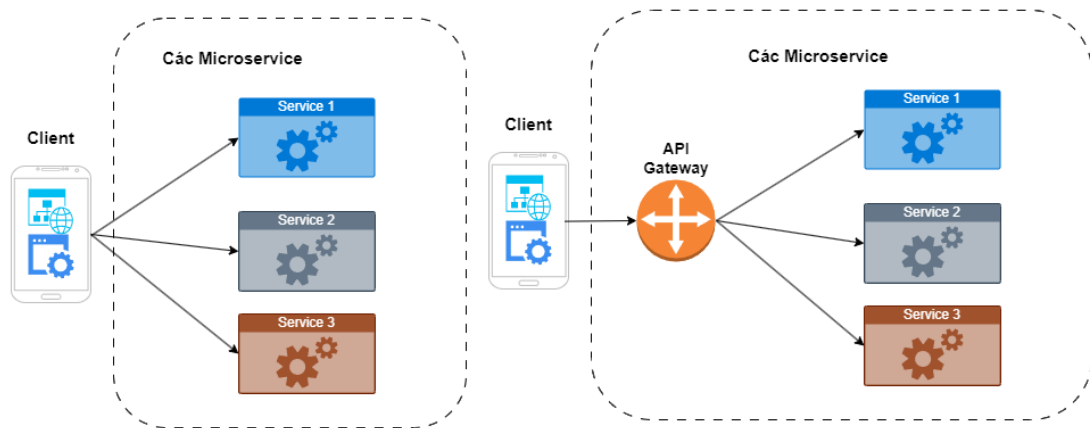 Các Microservice
Service 1
Client
Service 2
Service 3
Các Microservice
Service 1
Client
API
Gateway
Service 2
Service 3